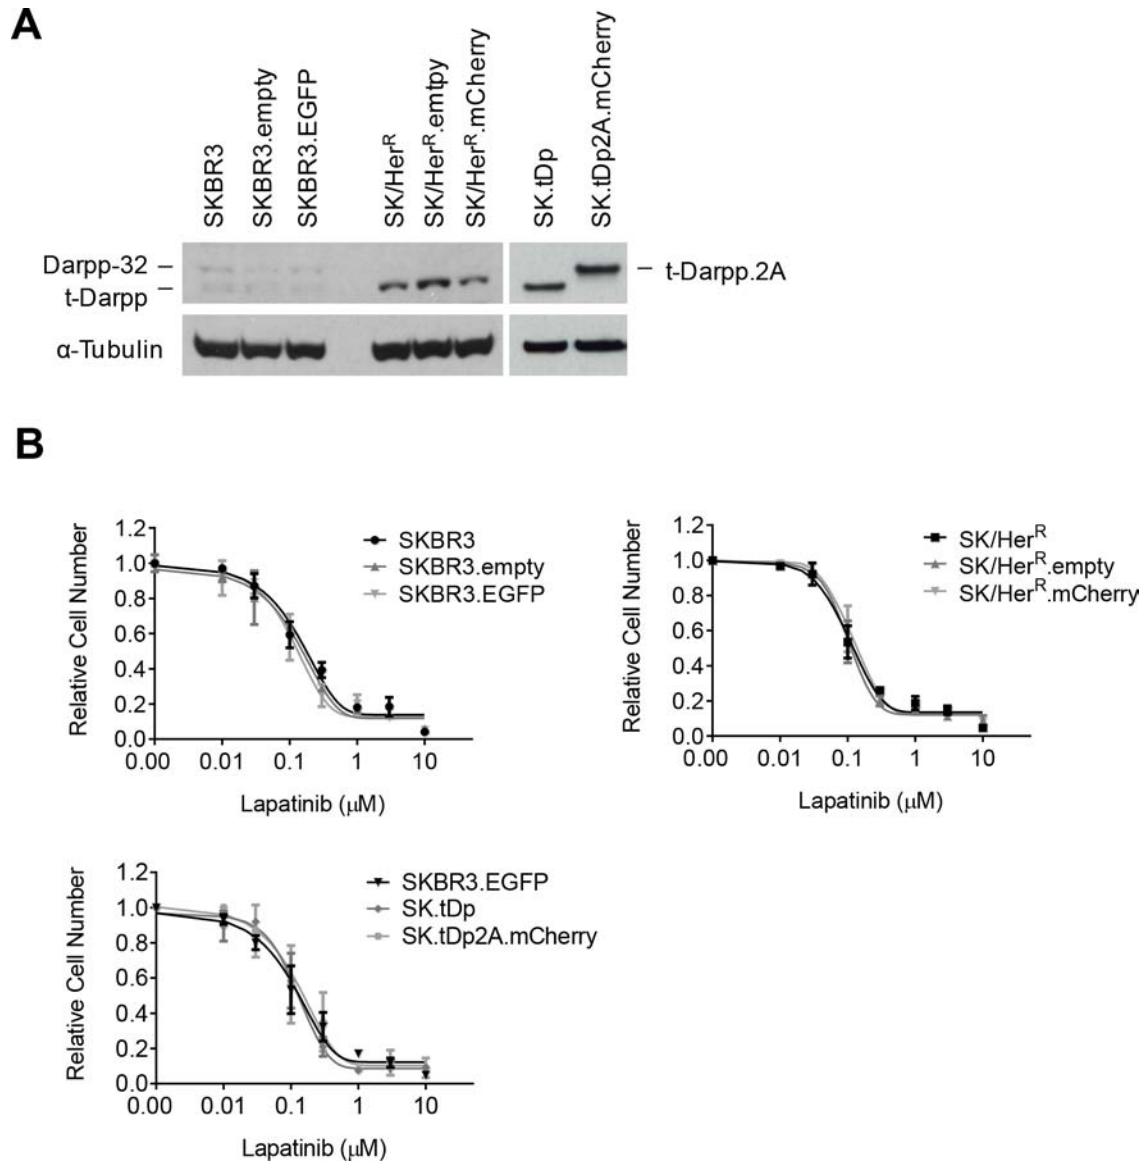 A
SKBR3
SKBR3.empty
SKBR3.EGFP
SK/Her^R
SK/Her^R.emtpy
SK/Her^R.mCherry
SK.tDp
SK.tDp2A.mCherry
Darpp-32
t-Darpp
t-Darpp.2A
α-Tubulin
B
Relative Cell Number
1.2
1.0
0.8
0.6
0.4
0.2
0.0
0.00 0.01 0.1 1 10
Lapatinib (μM)
SKBR3
SKBR3.empty
SKBR3.EGFP
Relative Cell Number
1.2
1.0
0.8
0.6
0.4
0.2
0.0
0.00 0.01 0.1 1 10
Lapatinib (μM)
SK/Her^R
SK/Her^R.empty
SK/Her^R.mCherry
Relative Cell Number
1.2
1.0
0.8
0.6
0.4
0.2
0.0
0.00 0.01 0.1 1 10
Lapatinib (μM)
SKBR3.EGFP
SK.tDp
SK.tDp2A.mCherry